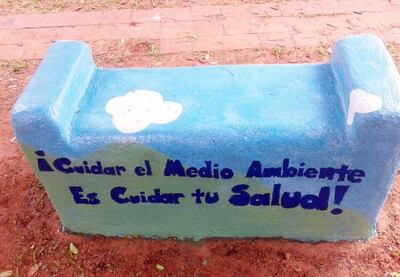 ¡Cuidar el Medio Ambiente
Es Cuidar tu Salud!